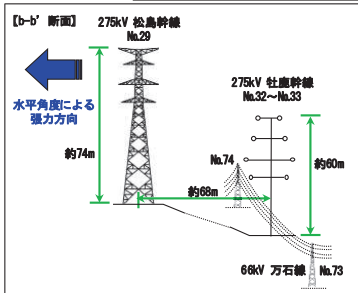 【b-b' 断面】
275kV 松島幹線
No.29
水平角度による
張力方向
275kV 牡鹿幹線
No.32～No.33
約74m
No.74
約60m
約68m
66kV 万石線
No.73